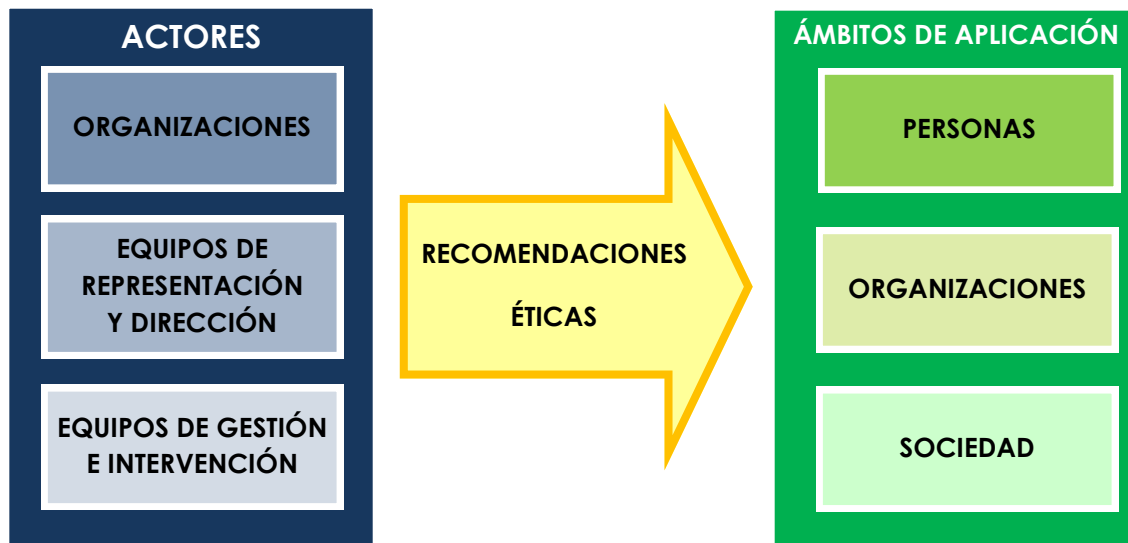 ACTORES
ORGANIZACIONES
EQUIPOS DE
REPRESENTACIÓN
Y DIRECCIÓN
EQUIPOS DE GESTIÓN
E INTERVENCIÓN
RECOMENDACIONES
ÉTICAS
ÁMBITOS DE APLICACIÓN
PERSONAS
ORGANIZACIONES
SOCIEDAD